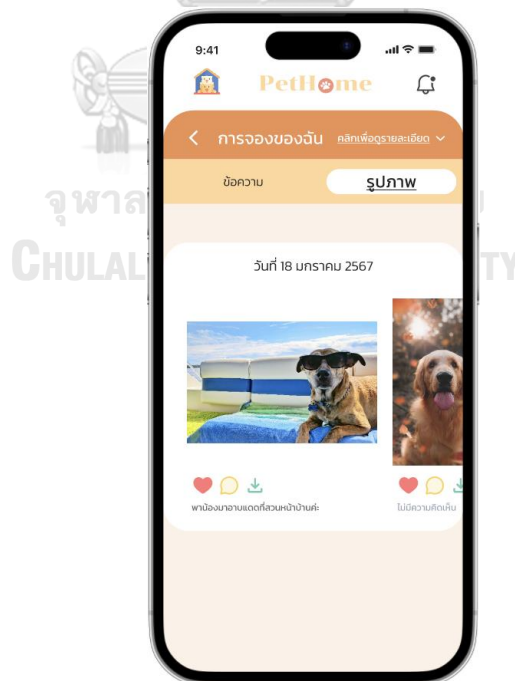 9:41
PetHome
การจองของฉัน คลิกเพื่อดูรายละเอียด
ข้อความ รูปภาพ
จุฬาล
CHULAL TY
วันที่ 18 มกราคม 2567
พาน้องมาอาบแดดที่สวนหน้าบ้านค่ะ ไม่มีความคิดเห็น